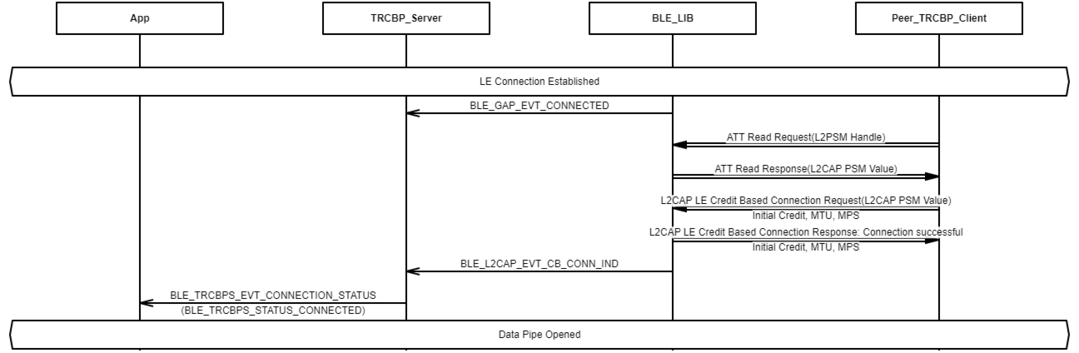 App TRCBP_Server BLE_LIB Peer_TRCBP_Client
LE Connection Established
BLE_GAP_EVT_CONNECTED
ATT Read Request(L2PSM Handle)
ATT Read Response(L2CAP PSM Value)
L2CAP LE Credit Based Connection Request(L2CAP PSM Value)
Initial Credit, MTU, MPS
L2CAP LE Credit Based Connection Response: Connection successful
Initial Credit, MTU, MPS
BLE_L2CAP_EVT_CB_CONN_IND
BLE_TRCBPS_EVT_CONNECTION_STATUS
(BLE_TRCBPS_STATUS_CONNECTED)
Data Pipe Opened